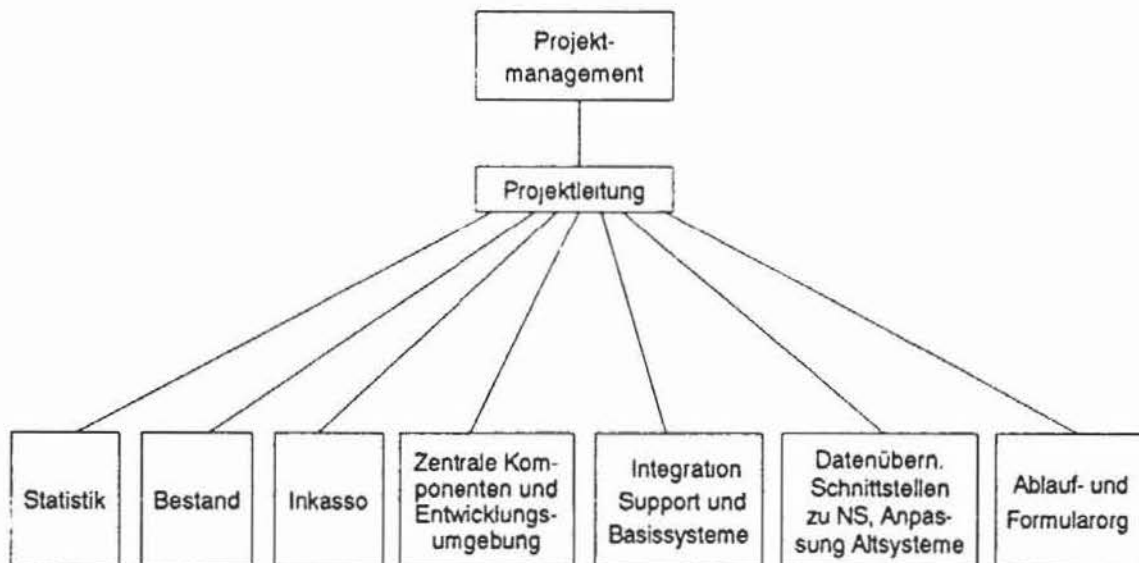 Projekt-
management
Projektleitung
Statistik
Bestand
Inkasso
Zentrale Kom-
ponenten und
Entwicklungs-
umgebung
Integration
Support und
Basissysteme
Datenübern.
Schnittstellen
zu NS, Anpas-
sung Altsysteme
Ablauf- und
Formularorg